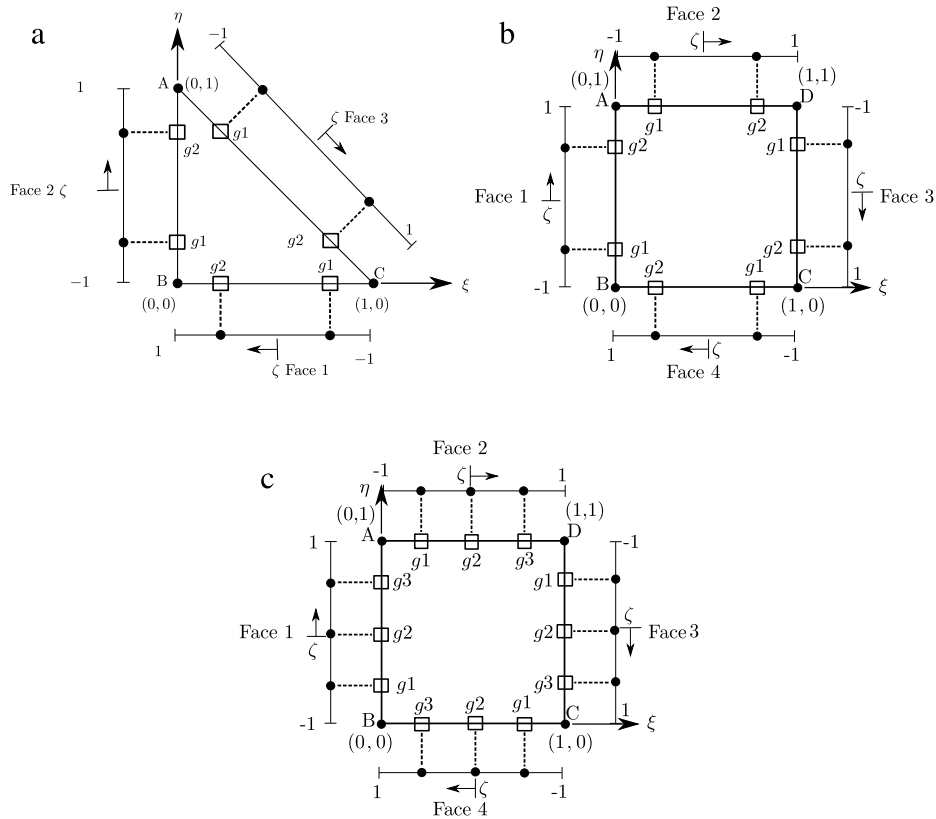 a
η
−1
1
A
(0, 1)
ζ Face 3
g1
g2
Face 2 ζ
g1
g2
1
−1
B
g2
g1
C
ξ
(0, 0)
(1, 0)
1
−1
ζ Face 1
b
Face 2
-1
ζ
1
η
(0,1)
(1,1)
A
D
1
-1
g1
g2
g2
g1
Face 1
ζ
ζ
Face 3
g1
g2
g2
g1
-1
B
C
1
ξ
(0, 0)
(1, 0)
1
ζ
-1
Face 4
c
Face 2
-1
ζ
1
η
(0,1)
(1,1)
A
D
1
-1
g1
g2
g3
g3
g1
Face 1
ζ
g2
g2
ζ
Face 3
g1
g3
g3
g2
g1
-1
B
C
1
ξ
(0, 0)
(1, 0)
1
ζ
-1
Face 4